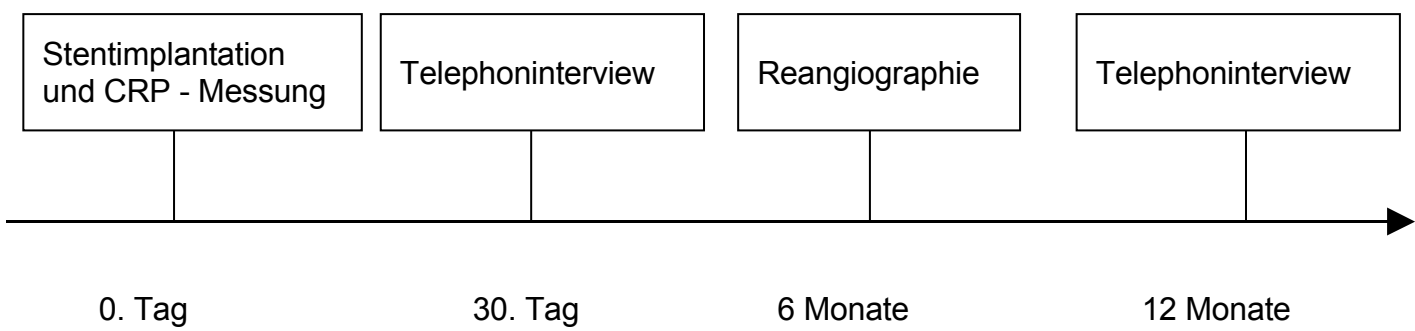 Stentimplantation
und CRP - Messung
Telephoninterview
Reangiographie
Telephoninterview
0. Tag
30. Tag
6 Monate
12 Monate